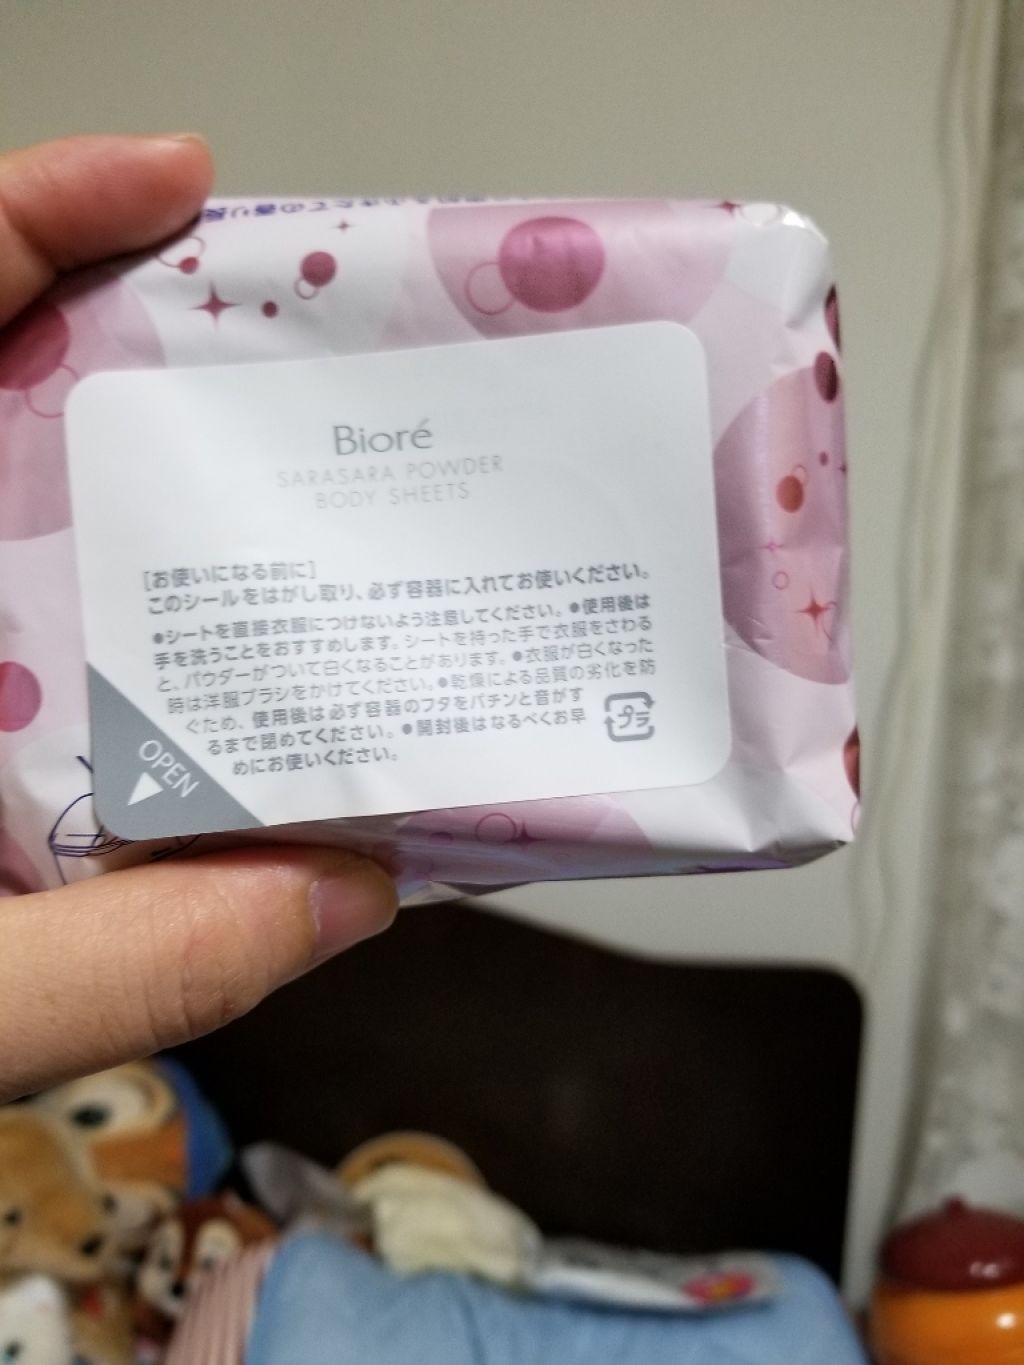 Bioré
SARASARA POWDER
BODY SHEETS
[お使いになる前に]
このシールをはがし取り、必ず容器に入れてお使いください。
●シートを直接衣服につけないよう注意してください。●使用後は
手を洗うことをおすすめします。シートを持った手で衣服をさわる
と、パウダーがついて白くなることがあります。●衣服が白くなった
時は洋服ブラシをかけてください。●乾燥による品質の劣化を防
ぐため、使用後は必ず容器のフタをパチンと音がす
るまで閉めてください。●開封後はなるべくお早
めにお使いください。
プラ
OPEN